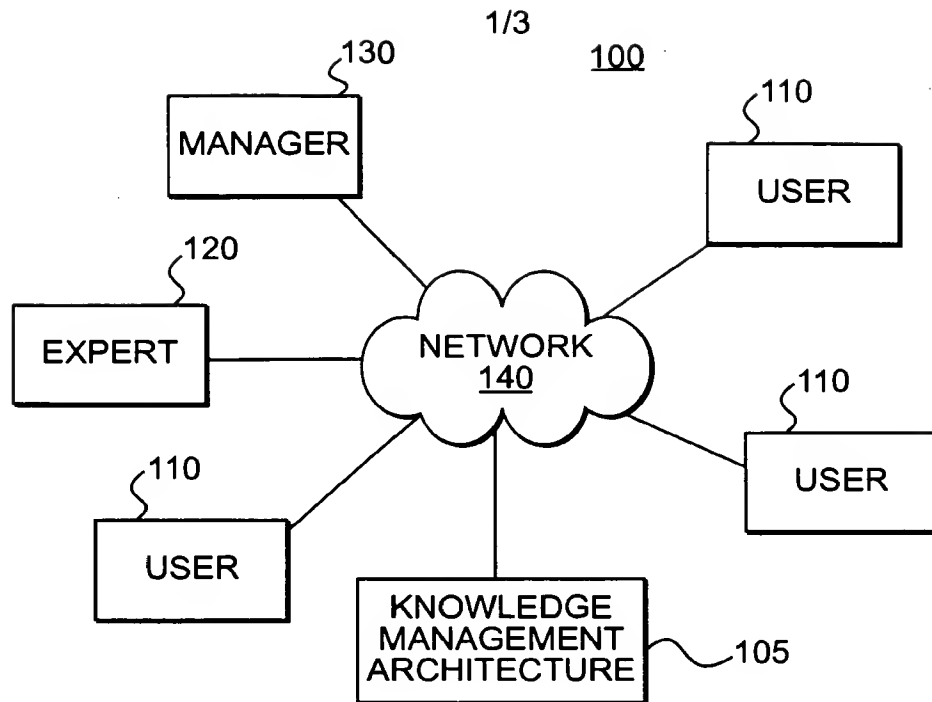 1/3
100
130
MANAGER
110
USER
120
EXPERT
NETWORK
140
110
USER
110
USER
KNOWLEDGE
MANAGEMENT
ARCHITECTURE
105